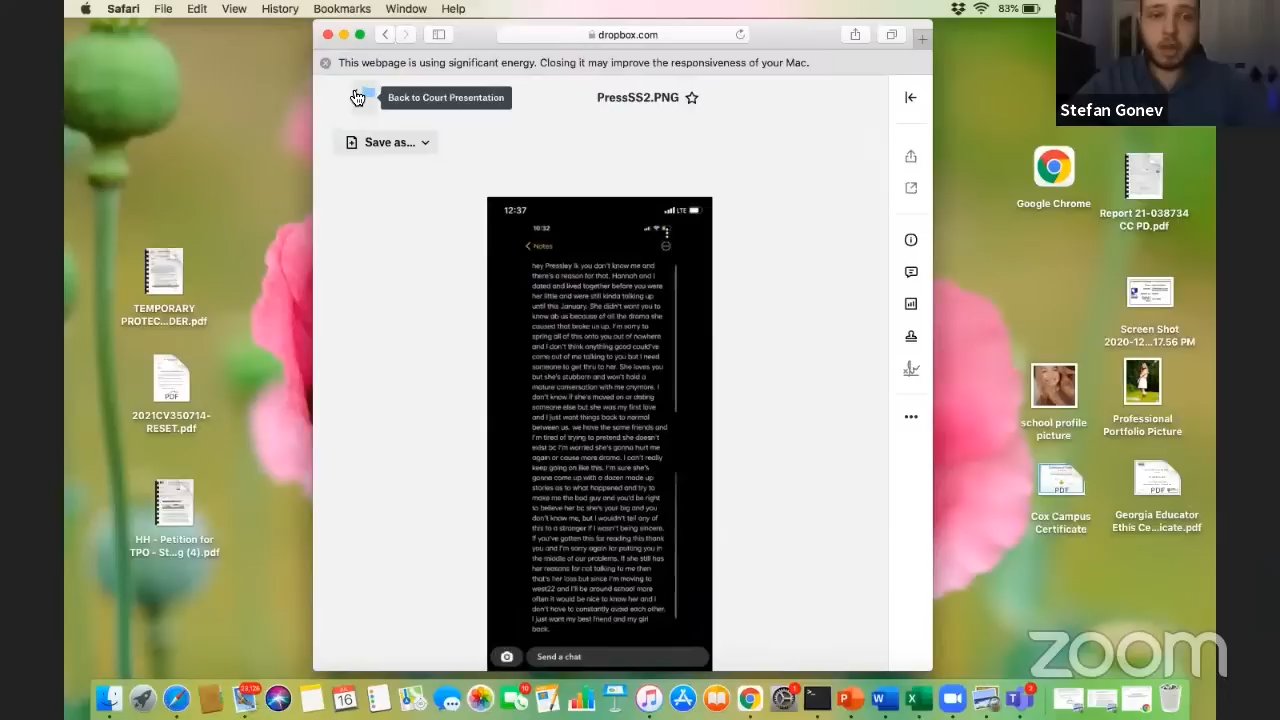 Safari File Edit View History Bookmarks Window Help
83%
dropbox.com
This webpage is using significant energy. Closing it may improve the responsiveness of your Mac.
Back to Court Presentation
PressSS2.PNG
Save as...
12:37
LTE
10:32
Notes
hey Pressley ik you don't know me and
there's a reason for that. Hannah and I
dated and lived together before you were
her little and were still kinda talking up
until this January. She didn't want you to
know ab us because of all the drama she
caused that broke us up. I'm sorry to
spring all of this onto you out of nowhere
and I don't think anything good could've
come out of me talking to you but I need
someone to get thru to her. She loves you
but she's stubborn and won't hold a
mature conversation with me anymore. I
don't know if she's moved on or dating
someone else but she was my first love
and I just want things back to normal
between us. we have the same friends and
I'm tired of trying to pretend she doesn't
exist bc I'm worried she's gonna hurt me
again or cause more drama. I can't really
keep going on like this. I'm sure she's
gonna come up with a dozen made up
stories as to what happened and try to
make me the bad guy and you'd be right
to believe her bc she's your big and you
don't know me, but I wouldn't tell any of
this to a stranger if I wasn't being sincere.
If you've gotten this far reading this thank
you and I'm sorry again for putting you in
the middle of our problems. If she still has
her reasons for not talking to me then
that's her loss but since I'm moving to
west22 and I'll be around school more
often it would be nice to know her and I
don't have to constantly avoid each other.
I just want my best friend and my girl
back.
Send a chat
Stefan Gonev
TEMPORARY
PROTEC...DER.pdf
PDF
2021CV350714-
RESET.pdf
HH - Petition for
TPO - St...g (4).pdf
Google Chrome
Report 21-038734
CC PD.pdf
Screen Shot
2020-12...17.56 PM
school profile
picture
Professional
Portfolio Picture
PDF
Cox Campus
Certificate
PDF
Georgia Educator
Ethis Ce...icate.pdf
zoom